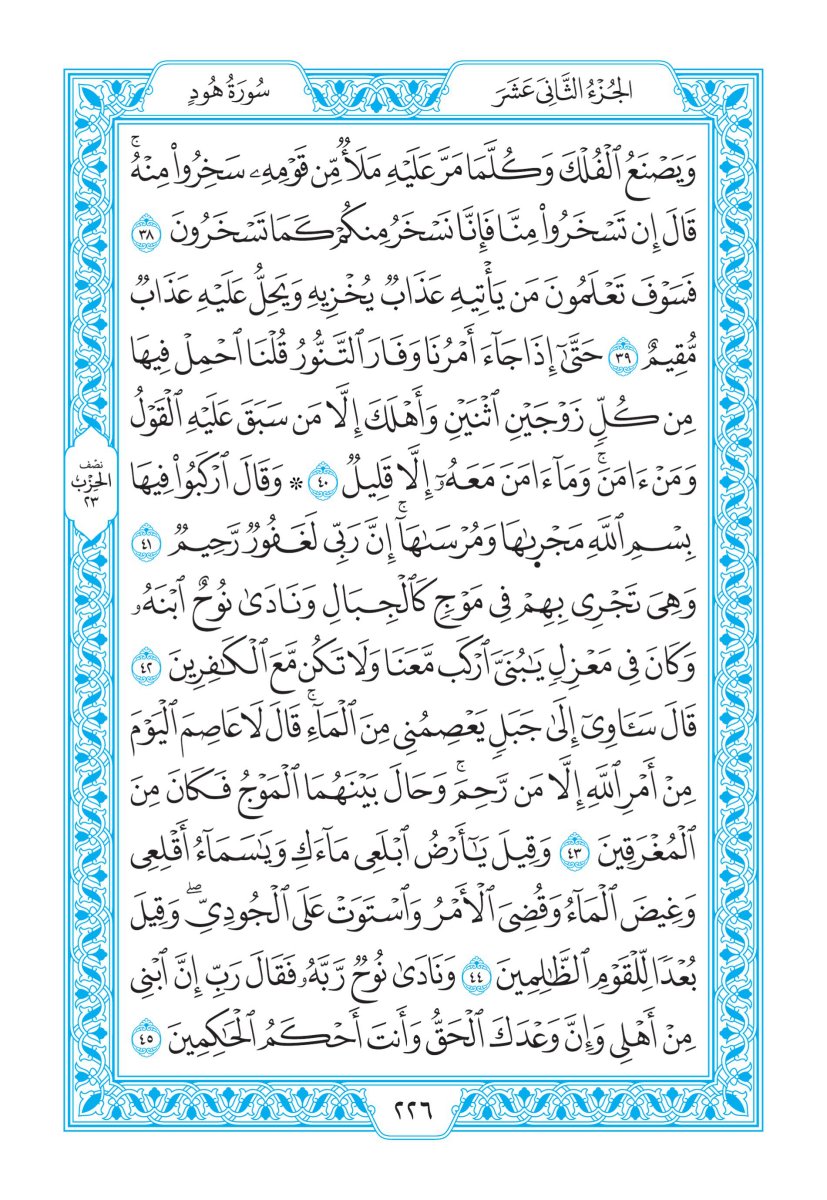 الجُزْءُ الثَّانِي عَشَرَ
سُورَةُ هُودٍ
وَيَصْنَعُ ٱلْفُلْكَ وَكُلَّمَا مَرَّ عَلَيْهِ مَلَأٌ مِّن قَوْمِهِۦ سَخِرُوا۟ مِنْهُ ۚ
قَالَ إِن تَسْخَرُوا۟ مِنَّا فَإِنَّا نَسْخَرُ مِنكُمْ كَمَا تَسْخَرُونَ ٣٨
فَسَوْفَ تَعْلَمُونَ مَن يَأْتِيهِ عَذَابٌ يُخْزِيهِ وَيَحِلُّ عَلَيْهِ عَذَابٌ
مُّقِيمٌ ٣٩ حَتَّىٰٓ إِذَا جَآءَ أَمْرُنَا وَفَارَ ٱلتَّنُّورُ قُلْنَا ٱحْمِلْ فِيهَا
مِن كُلٍّ زَوْجَيْنِ ٱثْنَيْنِ وَأَهْلَكَ إِلَّا مَن سَبَقَ عَلَيْهِ ٱلْقَوْلُ
وَمَنْ ءَامَنَ ۚ وَمَآ ءَامَنَ مَعَهُۥٓ إِلَّا قَلِيلٌ ٤٠ ۞ وَقَالَ ٱرْكَبُوا۟ فِيهَا
بِسْمِ ٱللَّهِ مَجْر۪ىٰهَا وَمُرْسَىٰهَآ ۚ إِنَّ رَبِّى لَغَفُورٌ رَّحِيمٌ ٤١
وَهِىَ تَجْرِى بِهِمْ فِى مَوْجٍ كَٱلْجِبَالِ وَنَادَىٰ نُوحٌ ٱبْنَهُۥ
وَكَانَ فِى مَعْزِلٍ يَٰبُنَىَّ ٱرْكَب مَّعَنَا وَلَا تَكُن مَّعَ ٱلْكَٰفِرِينَ ٤٢
قَالَ سَـَٔاوِىٓ إِلَىٰ جَبَلٍ يَعْصِمُنِى مِنَ ٱلْمَآءِ ۚ قَالَ لَا عَاصِمَ ٱلْيَوْمَ
مِنْ أَمْرِ ٱللَّهِ إِلَّا مَن رَّحِمَ ۚ وَحَالَ بَيْنَهُمَا ٱلْمَوْجُ فَكَانَ مِنَ
ٱلْمُغْرَقِينَ ٤٣ وَقِيلَ يَٰٓأَرْضُ ٱبْلَعِى مَآءَكِ وَيَٰسَمَآءُ أَقْلِعِى
وَغِيضَ ٱلْمَآءُ وَقُضِىَ ٱلْأَمْرُ وَٱسْتَوَتْ عَلَى ٱلْجُودِىِّ ۖ وَقِيلَ
بُعْدًا لِّلْقَوْمِ ٱلظَّٰلِمِينَ ٤٤ وَنَادَىٰ نُوحٌ رَّبَّهُۥ فَقَالَ رَبِّ إِنَّ ٱبْنِى
مِنْ أَهْلِى وَإِنَّ وَعْدَكَ ٱلْحَقُّ وَأَنتَ أَحْكَمُ ٱلْحَٰكِمِينَ ٤٥
نصف
الحزب
٢٣
٢٢٦